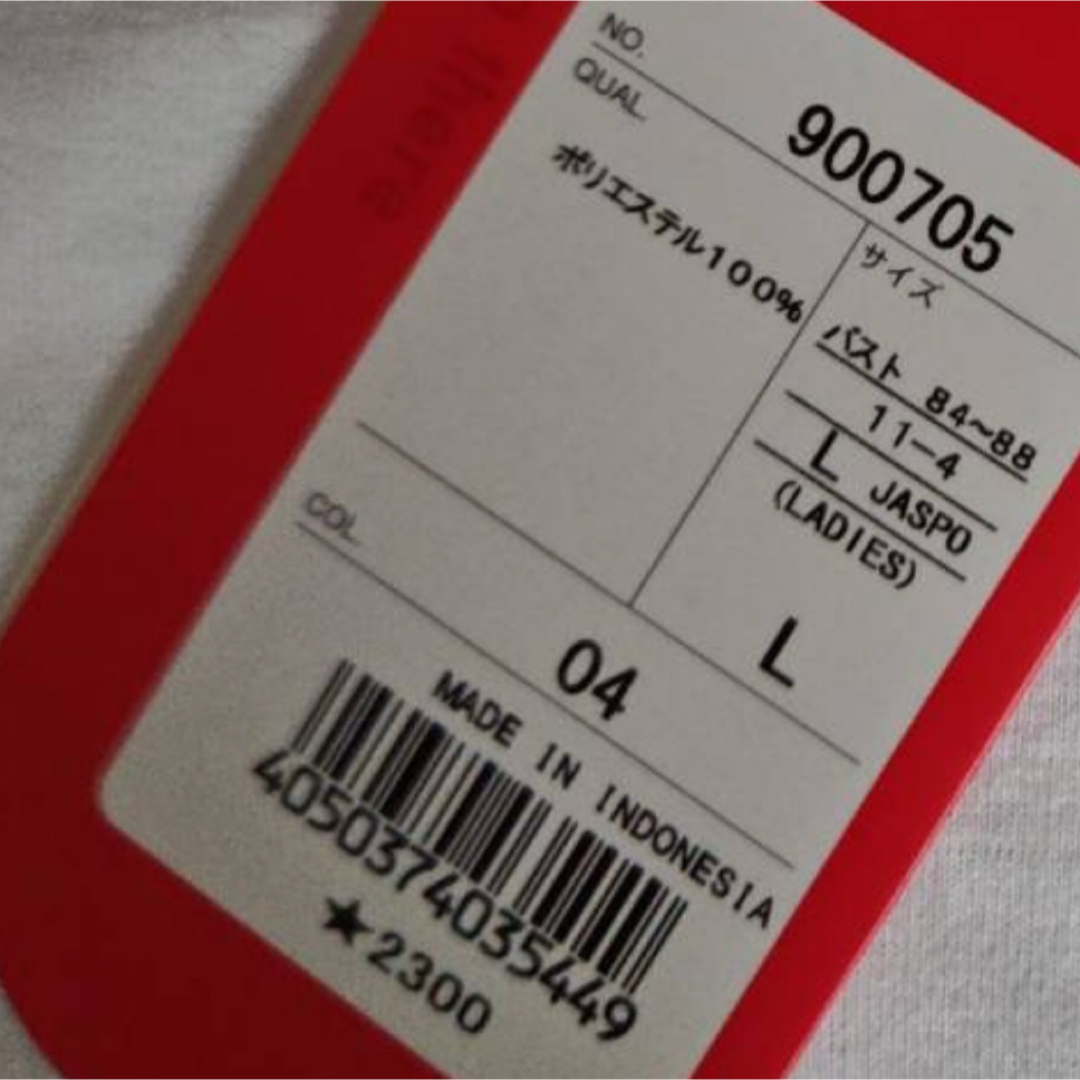 here
NO.
900705
QUAL.
ポリエステル100%
サイズ
バスト 84~88
11-4
L JASPO
(LADIES)
L
COL.
04
MADE IN INDONESIA
4050374035449
★2300